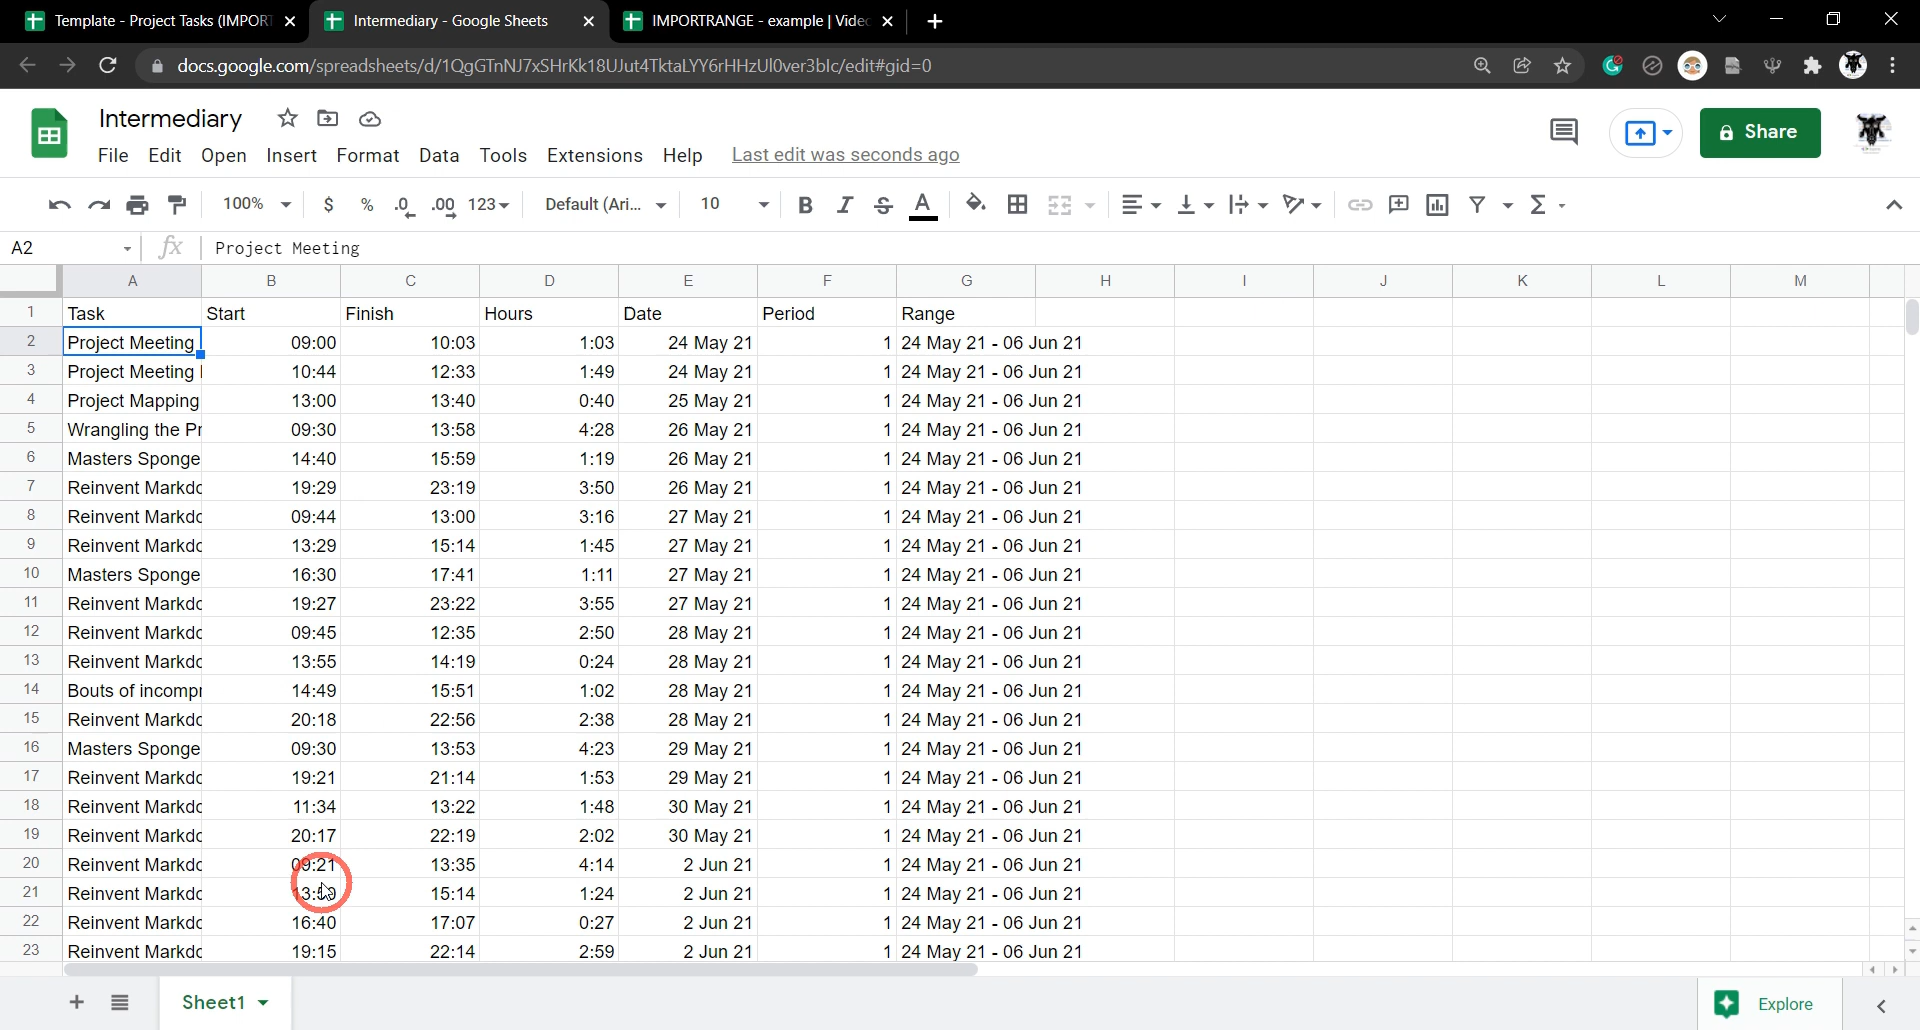 Template - Project Tasks (IMPOR
Intermediary - Google Sheets
IMPORTRANGE - example | Vide
docs.google.com/spreadsheets/d/1QgGTnNJ7xSHrKk18UJut4TktaLYY6rHHzUl0ver3blc/edit#gid=0
Intermediary
File Edit Open Insert Format Data Tools Extensions Help Last edit was seconds ago
Share
100% $ % .0 .00 123 Default (Ari... 10 B I S A Σ
A2 fx Project Meeting
A B C D E F G H I J K L M
1 Task Start Finish Hours Date Period Range
2 Project Meeting 09:00 10:03 1:03 24 May 21 1 24 May 21 - 06 Jun 21
3 Project Meeting 10:44 12:33 1:49 24 May 21 1 24 May 21 - 06 Jun 21
4 Project Mapping 13:00 13:40 0:40 25 May 21 1 24 May 21 - 06 Jun 21
5 Wrangling the Pr 09:30 13:58 4:28 26 May 21 1 24 May 21 - 06 Jun 21
6 Masters Sponge 14:40 15:59 1:19 26 May 21 1 24 May 21 - 06 Jun 21
7 Reinvent Markdo 19:29 23:19 3:50 26 May 21 1 24 May 21 - 06 Jun 21
8 Reinvent Markdo 09:44 13:00 3:16 27 May 21 1 24 May 21 - 06 Jun 21
9 Reinvent Markdo 13:29 15:14 1:45 27 May 21 1 24 May 21 - 06 Jun 21
10 Masters Sponge 16:30 17:41 1:11 27 May 21 1 24 May 21 - 06 Jun 21
11 Reinvent Markdo 19:27 23:22 3:55 27 May 21 1 24 May 21 - 06 Jun 21
12 Reinvent Markdo 09:45 12:35 2:50 28 May 21 1 24 May 21 - 06 Jun 21
13 Reinvent Markdo 13:55 14:19 0:24 28 May 21 1 24 May 21 - 06 Jun 21
14 Bouts of incompr 14:49 15:51 1:02 28 May 21 1 24 May 21 - 06 Jun 21
15 Reinvent Markdo 20:18 22:56 2:38 28 May 21 1 24 May 21 - 06 Jun 21
16 Masters Sponge 09:30 13:53 4:23 29 May 21 1 24 May 21 - 06 Jun 21
17 Reinvent Markdo 19:21 21:14 1:53 29 May 21 1 24 May 21 - 06 Jun 21
18 Reinvent Markdo 11:34 13:22 1:48 30 May 21 1 24 May 21 - 06 Jun 21
19 Reinvent Markdo 20:17 22:19 2:02 30 May 21 1 24 May 21 - 06 Jun 21
20 Reinvent Markdo 09:21 13:35 4:14 2 Jun 21 1 24 May 21 - 06 Jun 21
21 Reinvent Markdo 15:14 1:24 2 Jun 21 1 24 May 21 - 06 Jun 21
22 Reinvent Markdo 16:40 17:07 0:27 2 Jun 21 1 24 May 21 - 06 Jun 21
23 Reinvent Markdo 19:15 22:14 2:59 2 Jun 21 1 24 May 21 - 06 Jun 21
Sheet1
Explore